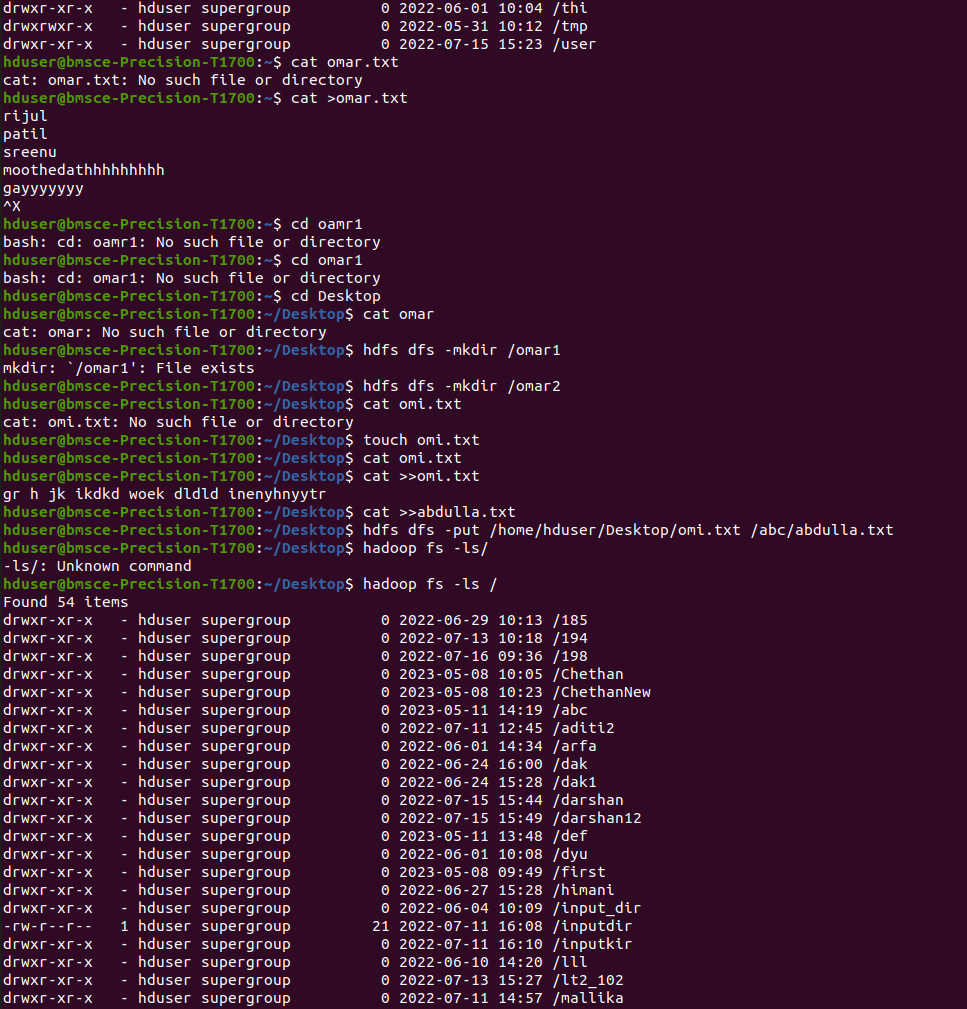 drwxr-xr-x   - hduser supergroup          0 2022-06-01 10:04 /thi
drwxrwxr-x   - hduser supergroup          0 2022-05-31 10:12 /tmp
drwxr-xr-x   - hduser supergroup          0 2022-07-15 15:23 /user
hduser@bmsce-Precision-T1700:~$ cat omar.txt
cat: omar.txt: No such file or directory
hduser@bmsce-Precision-T1700:~$ cat >omar.txt
rijul
patil
sreenu
moothedathhhhhhhhh
gayyyyyyy
^X
hduser@bmsce-Precision-T1700:~$ cd oamr1
bash: cd: oamr1: No such file or directory
hduser@bmsce-Precision-T1700:~$ cd omar1
bash: cd: omar1: No such file or directory
hduser@bmsce-Precision-T1700:~$ cd Desktop
hduser@bmsce-Precision-T1700:~/Desktop$ cat omar
cat: omar: No such file or directory
hduser@bmsce-Precision-T1700:~/Desktop$ hdfs dfs -mkdir /omar1
mkdir: `/omar1': File exists
hduser@bmsce-Precision-T1700:~/Desktop$ hdfs dfs -mkdir /omar2
hduser@bmsce-Precision-T1700:~/Desktop$ cat omi.txt
cat: omi.txt: No such file or directory
hduser@bmsce-Precision-T1700:~/Desktop$ touch omi.txt
hduser@bmsce-Precision-T1700:~/Desktop$ cat omi.txt
hduser@bmsce-Precision-T1700:~/Desktop$ cat >>omi.txt
gr h jk ikdkd woek dldld inenyhnyytr
hduser@bmsce-Precision-T1700:~/Desktop$ cat >>abdulla.txt
hduser@bmsce-Precision-T1700:~/Desktop$ hdfs dfs -put /home/hduser/Desktop/omi.txt /abc/abdulla.txt
hduser@bmsce-Precision-T1700:~/Desktop$ hadoop fs -ls/
-ls/: Unknown command
hduser@bmsce-Precision-T1700:~/Desktop$ hadoop fs -ls /
Found 54 items
drwxr-xr-x   - hduser supergroup          0 2022-06-29 10:13 /185
drwxr-xr-x   - hduser supergroup          0 2022-07-13 10:18 /194
drwxr-xr-x   - hduser supergroup          0 2022-07-16 09:36 /198
drwxr-xr-x   - hduser supergroup          0 2023-05-08 10:05 /Chethan
drwxr-xr-x   - hduser supergroup          0 2023-05-08 10:23 /ChethanNew
drwxr-xr-x   - hduser supergroup          0 2023-05-11 14:19 /abc
drwxr-xr-x   - hduser supergroup          0 2022-07-11 12:45 /aditi2
drwxr-xr-x   - hduser supergroup          0 2022-06-01 14:34 /arfa
drwxr-xr-x   - hduser supergroup          0 2022-06-24 16:00 /dak
drwxr-xr-x   - hduser supergroup          0 2022-06-24 15:28 /dak1
drwxr-xr-x   - hduser supergroup          0 2022-07-15 15:44 /darshan
drwxr-xr-x   - hduser supergroup          0 2022-07-15 15:49 /darshan12
drwxr-xr-x   - hduser supergroup          0 2023-05-11 13:48 /def
drwxr-xr-x   - hduser supergroup          0 2022-06-01 10:08 /dyu
drwxr-xr-x   - hduser supergroup          0 2023-05-08 09:49 /first
drwxr-xr-x   - hduser supergroup          0 2022-06-27 15:28 /himani
drwxr-xr-x   - hduser supergroup          0 2022-06-04 10:09 /input_dir
-rw-r--r--   1 hduser supergroup         21 2022-07-11 16:08 /inputdir
drwxr-xr-x   - hduser supergroup          0 2022-07-11 16:10 /inputkir
drwxr-xr-x   - hduser supergroup          0 2022-06-10 14:20 /lll
drwxr-xr-x   - hduser supergroup          0 2022-07-13 15:27 /lt2_102
drwxr-xr-x   - hduser supergroup          0 2022-07-11 14:57 /mallika